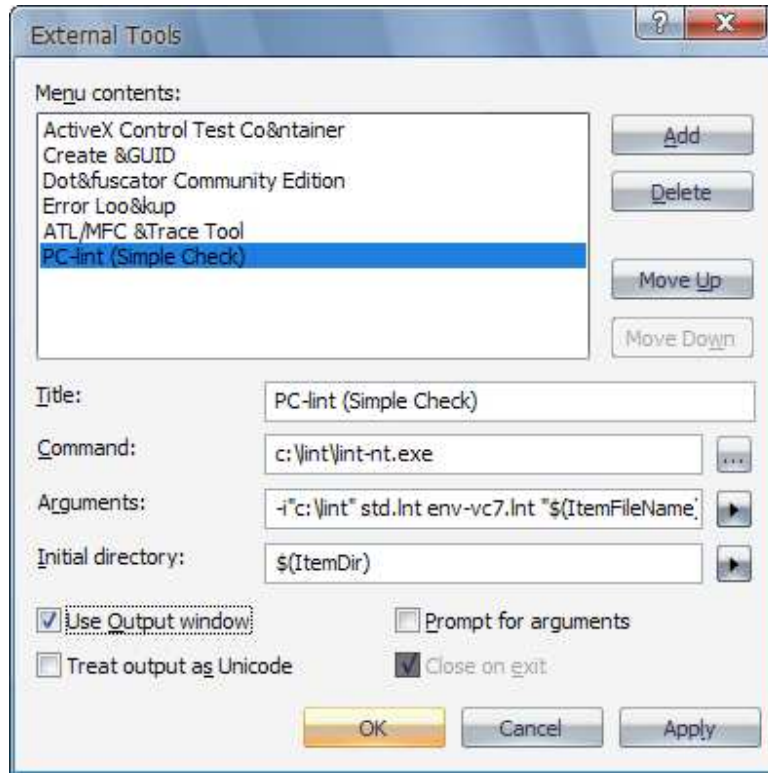 External Tools
?
Menu contents:
ActiveX Control Test Co&ntainer
Create &GUID
Dot&fuscator Community Edition
Error Loo&kup
ATL/MFC &Trace Tool
PC-lint (Simple Check)
Add
Delete
Move Up
Move Down
Title:
PC-lint (Simple Check)
Command:
c:\lint\lint-nt.exe
...
Arguments:
-i"c:\lint" std.lnt env-vc7.lnt "$(ItemFileName)
Initial directory:
$(ItemDir)
Use Output window
Prompt for arguments
Treat output as Unicode
Close on exit
OK
Cancel
Apply